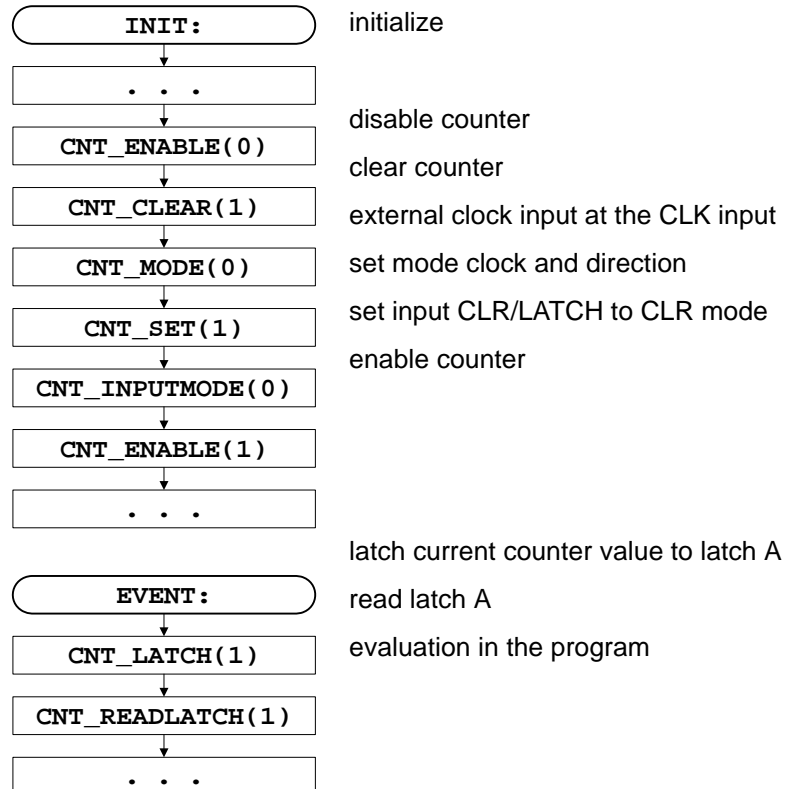 INIT:
initialize
. . .
disable counter
CNT_ENABLE(0)
clear counter
CNT_CLEAR(1)
external clock input at the CLK input
CNT_MODE(0)
set mode clock and direction
set input CLR/LATCH to CLR mode
CNT_SET(1)
enable counter
CNT_INPUTMODE(0)
CNT_ENABLE(1)
. . .
latch current counter value to latch A
EVENT:
read latch A
CNT_LATCH(1)
evaluation in the program
CNT_READLATCH(1)
. . .